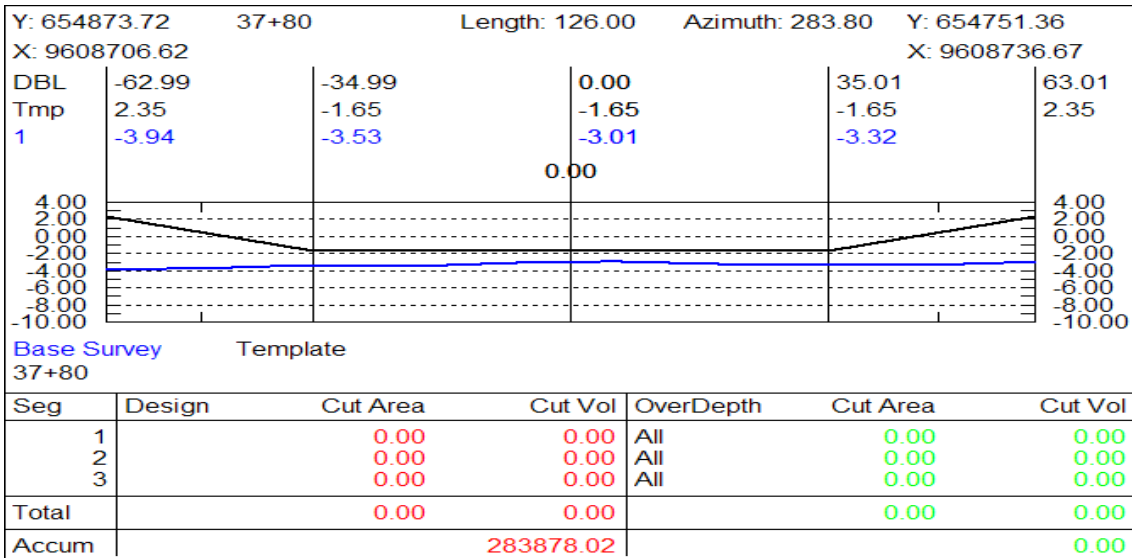 Y: 654873.72 37+80 Length: 126.00 Azimuth: 283.80 Y: 654751.36
X: 9608706.62 X: 9608736.67
DBL -62.99 -34.99 0.00 35.01 63.01
Tmp 2.35 -1.65 -1.65 -1.65 2.35
1 -3.94 -3.53 -3.01 -3.32
0.00
4.00 4.00
2.00 2.00
0.00 0.00
-2.00 -2.00
-4.00 -4.00
-6.00 -6.00
-8.00 -8.00
-10.00 -10.00
Base Survey Template
37+80
Seg Design Cut Area Cut Vol OverDepth Cut Area Cut Vol
1 0.00 0.00 All 0.00 0.00
2 0.00 0.00 All 0.00 0.00
3 0.00 0.00 All 0.00 0.00
Total 0.00 0.00 0.00 0.00
Accum 283878.02 0.00